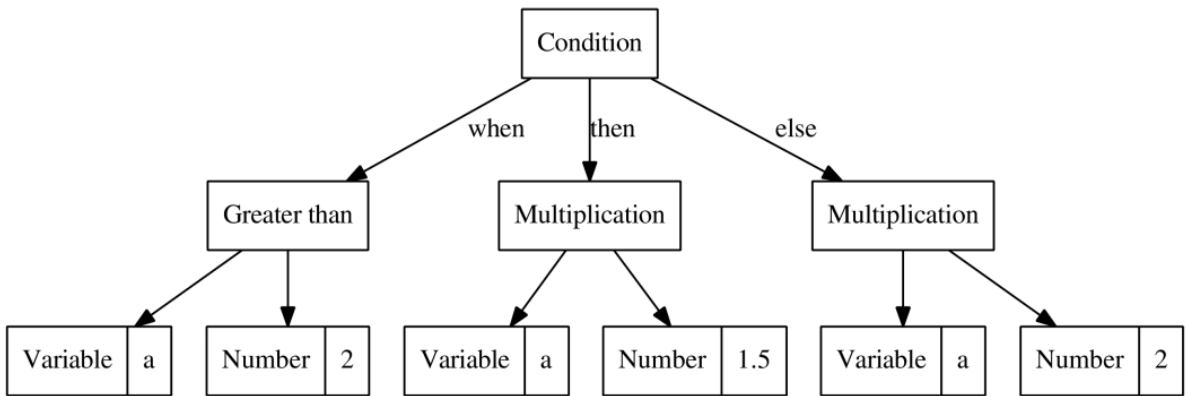 Condition
when then else
Greater than Multiplication Multiplication
Variable a Number 2 Variable a Number 1.5 Variable a Number 2